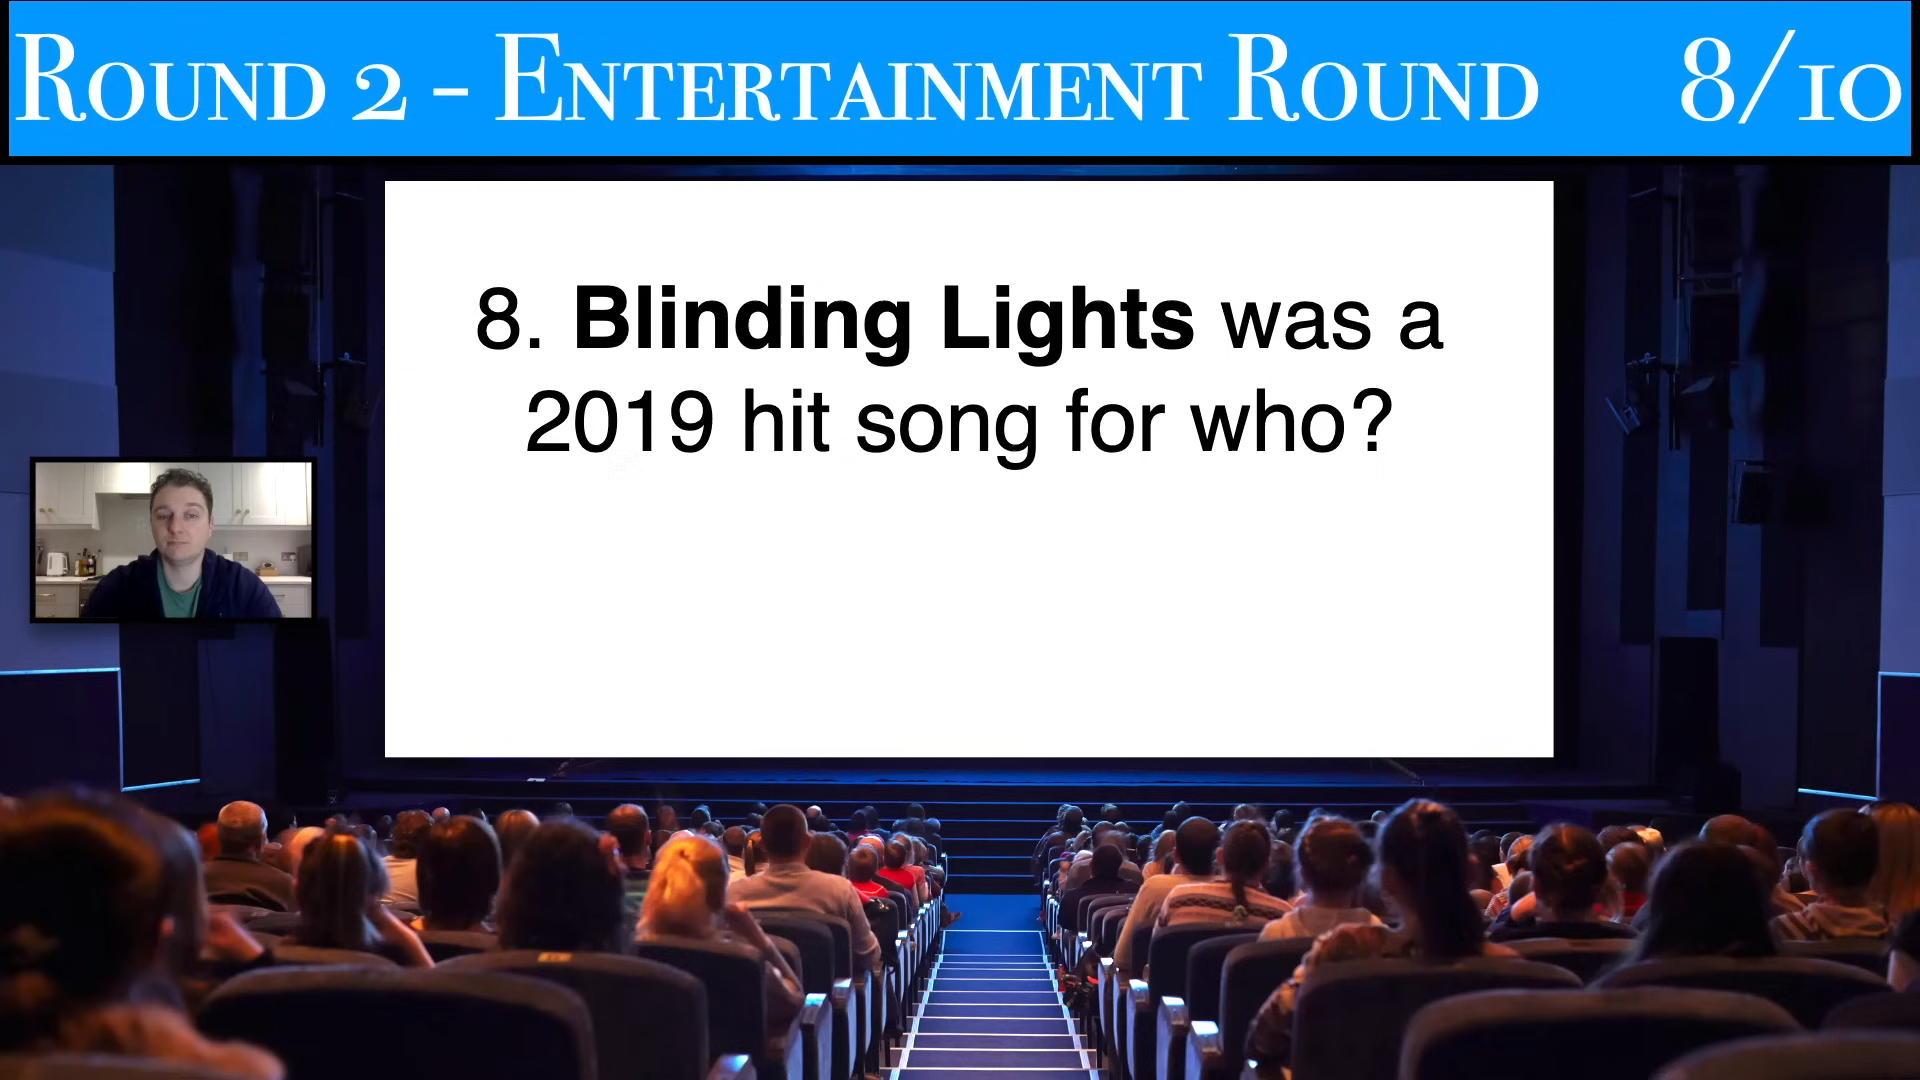 Round 2 - Entertainment Round 8/10
8. Blinding Lights was a
2019 hit song for who?